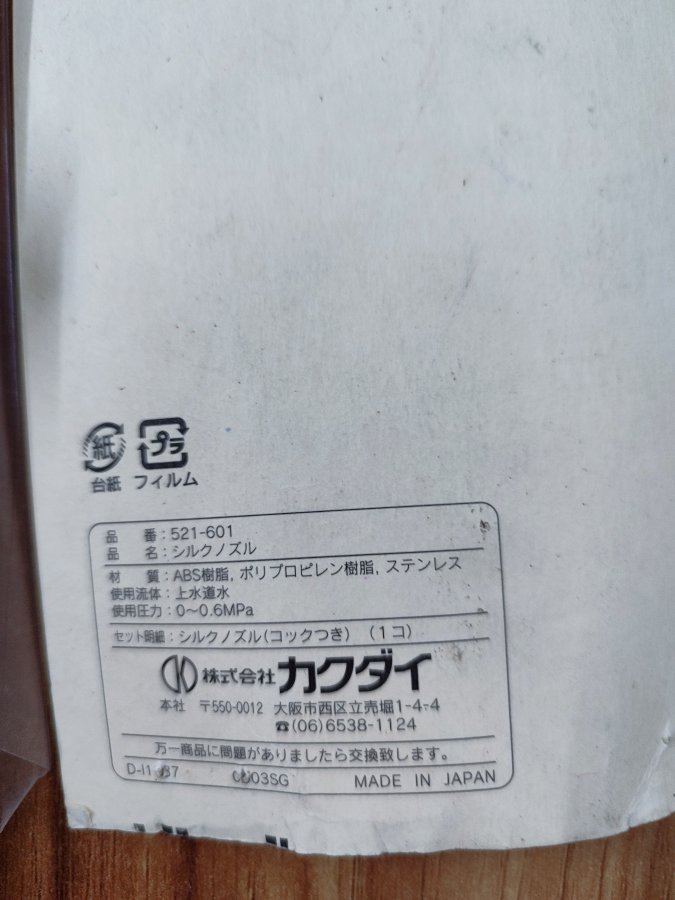 紙 プラ
台紙 フィルム
品 番：521-601
品 名：シルクノズル
材 質：ABS樹脂, ポリプロピレン樹脂, ステンレス
使用流体：上水道水
使用圧力：0～0.6MPa
セット明細：シルクノズル(コックつき) (1コ)
株式会社カクダイ
本社 〒550-0012 大阪市西区立売堀1-4-4
☎(06)6538-1124
万一商品に問題がありましたら交換致します。
MADE IN JAPAN